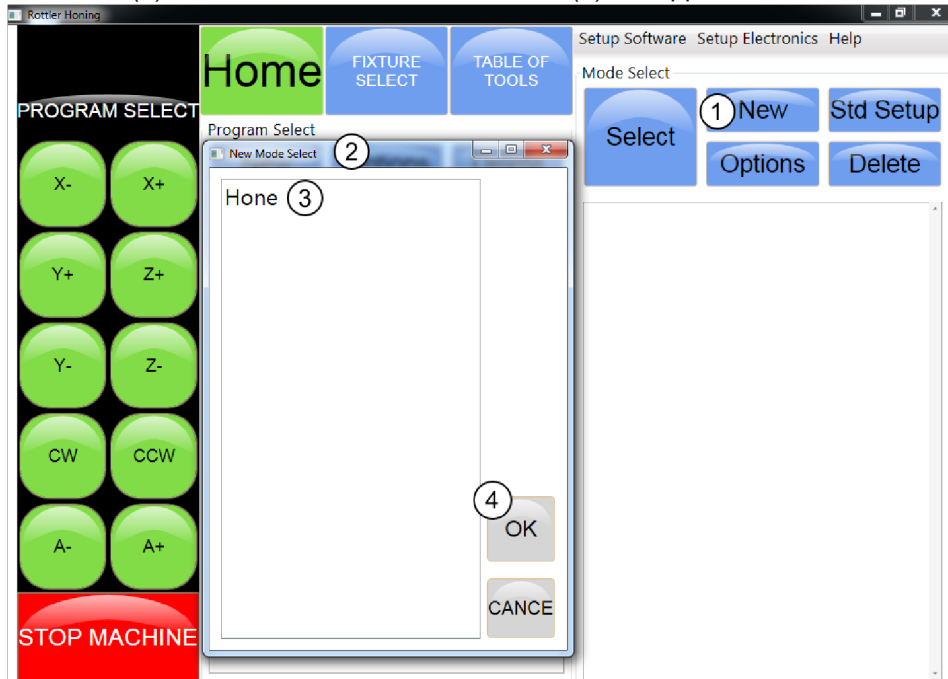 Rottler Honing
Setup Software Setup Electronics Help
Home
FIXTURE
SELECT
TABLE OF
TOOLS
Mode Select
PROGRAM SELECT
Select
1 New
Std Setup
Options
Delete
Program Select
New Mode Select 2
Hone 3
X- X+
Y+ Z+
Y- Z-
CW CCW
A- A+
4
OK
CANCE
STOP MACHINE